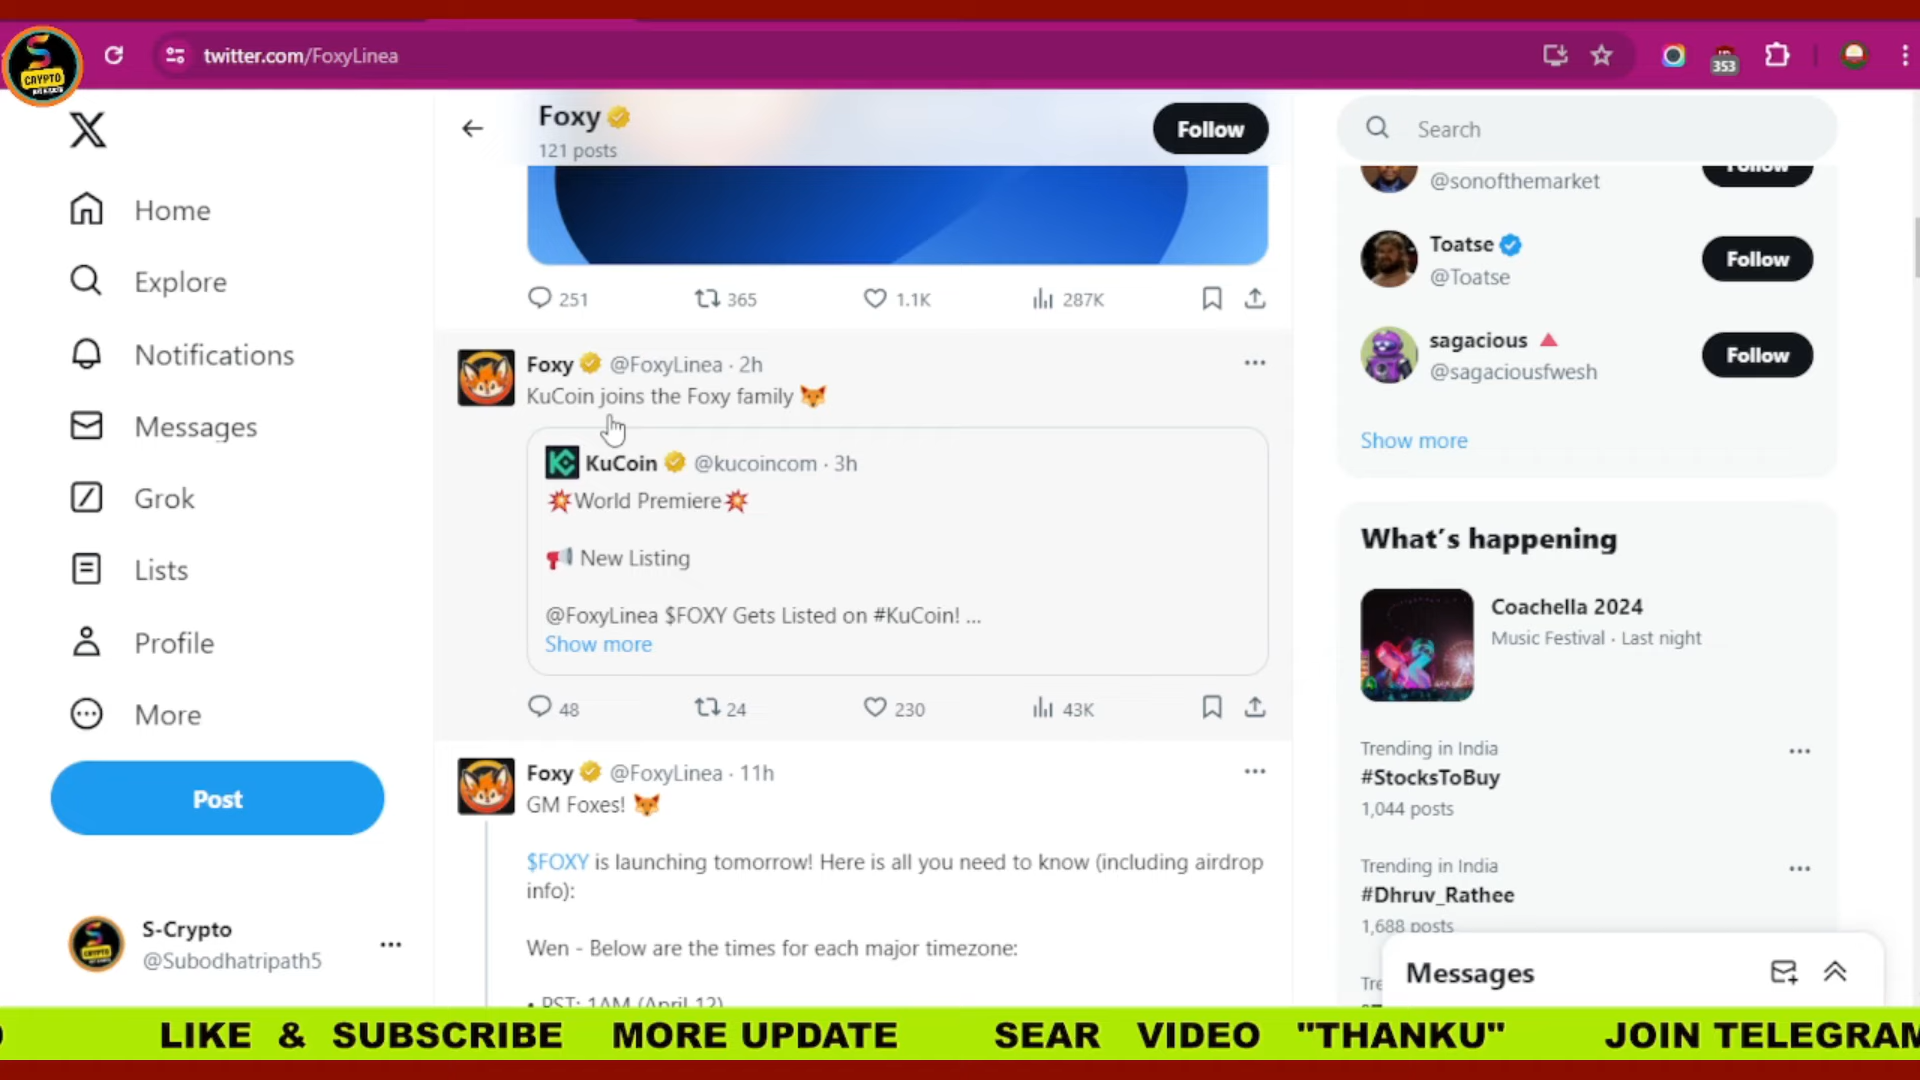 S
CRYPTO
twitter.com/FoxyLinea
353
Foxy
121 posts
Follow
Search
Home
Explore
Notifications
Messages
Grok
Lists
Profile
More
Post
S-Crypto
@Subodhatripath5
251
365
1.1K
287K
Foxy @FoxyLinea · 2h
KuCoin joins the Foxy family
KuCoin @kucoincom · 3h
World Premiere
New Listing
@FoxyLinea $FOXY Gets Listed on #KuCoin! ...
Show more
48
24
230
43K
Foxy @FoxyLinea · 11h
GM Foxes!
$FOXY is launching tomorrow! Here is all you need to know (including airdrop
info):
Wen - Below are the times for each major timezone:
• PST: 1AM (April 12)
@sonofthemarket
Follow
Toatse
@Toatse
Follow
sagacious
@sagaciousfwesh
Follow
Show more
What's happening
Coachella 2024
Music Festival · Last night
Trending in India
#StocksToBuy
1,044 posts
Trending in India
#Dhruv_Rathee
1,688 posts
Messages
LIKE & SUBSCRIBE MORE UPDATE SEAR VIDEO "THANKU" JOIN TELEGRAM